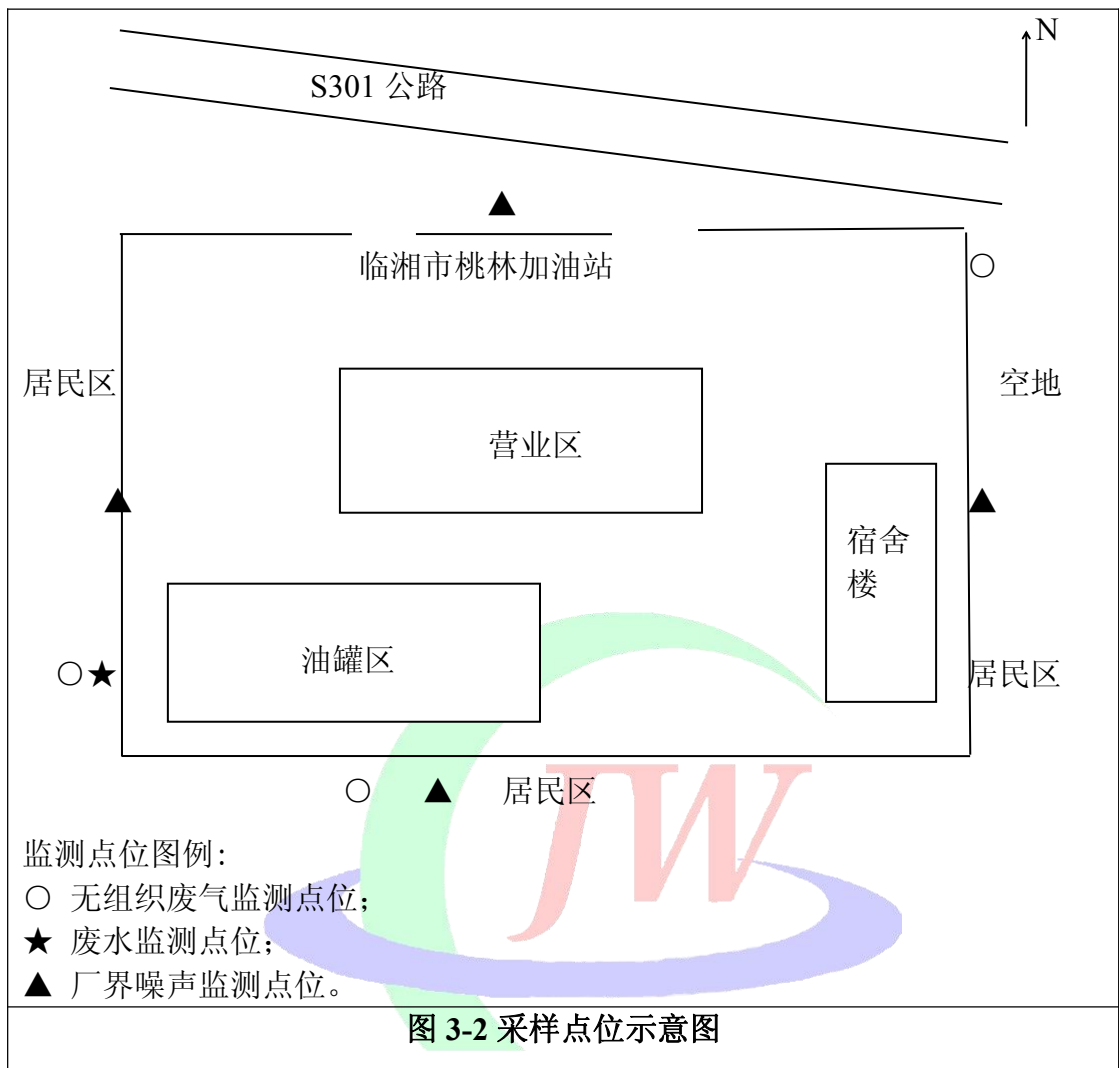 N
S301 公路
临湘市桃林加油站
居民区
空地
营业区
宿舍
楼
油罐区
居民区
居民区
JW
监测点位图例:
○ 无组织废气监测点位;
★ 废水监测点位;
▲ 厂界噪声监测点位。
图 3-2 采样点位示意图